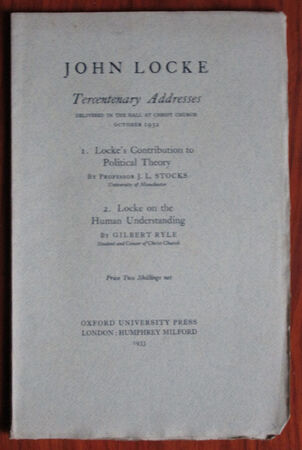 JOHN LOCKE
Tercentenary Addresses
DELIVERED IN THE HALL AT CHRIST CHURCH
OCTOBER 1932
1. Locke's Contribution to
Political Theory
BY PROFESSOR J. L. STOCKS
University of Manchester
2. Locke on the
Human Understanding
BY GILBERT RYLE
Student and Censor of Christ Church
Price Two Shillings net
OXFORD UNIVERSITY PRESS
LONDON: HUMPHREY MILFORD
1933